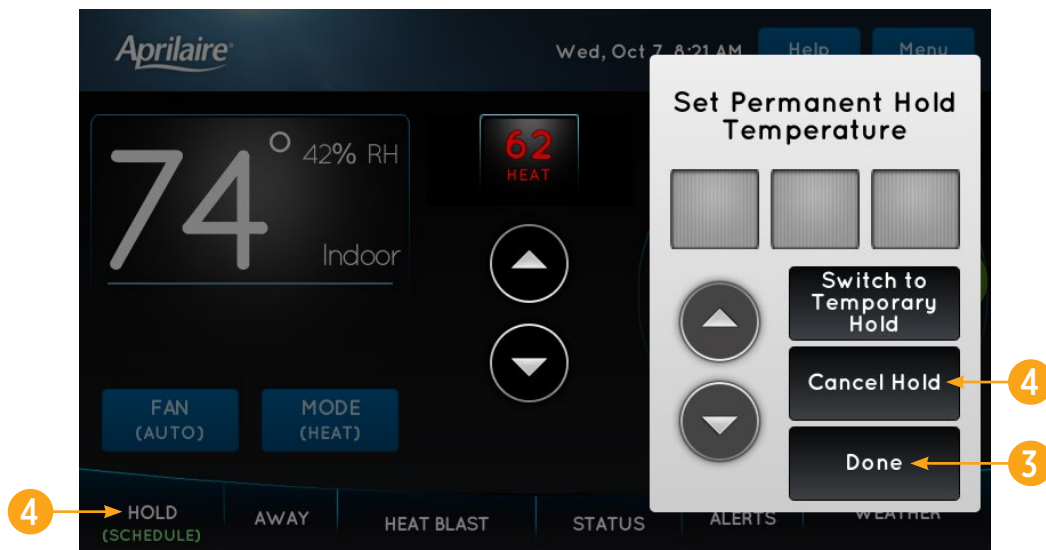 Aprilaire®
Wed, Oct 7 8:21 AM
Help
Menu
74° 42% RH
Indoor
62
HEAT
FAN
(AUTO)
MODE
(HEAT)
Set Permanent Hold
Temperature
Switch to
Temporary
Hold
Cancel Hold
4
Done
3
4
HOLD
(SCHEDULE)
AWAY
HEAT BLAST
STATUS
ALERTS
WEATHER